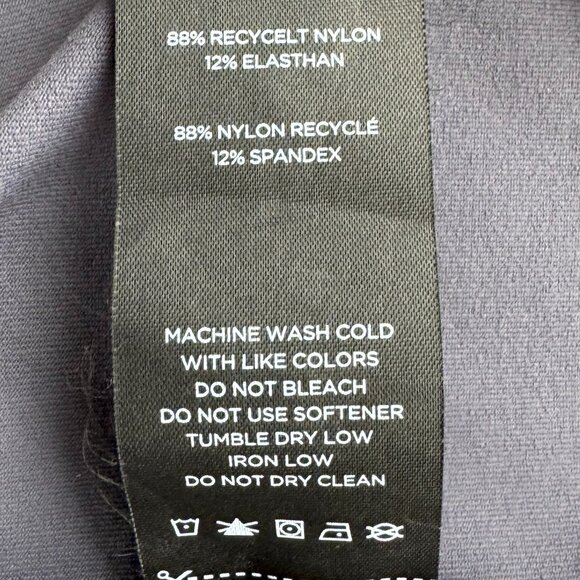 88% RECYCELT NYLON
12% ELASTHAN
88% NYLON RECYCLÉ
12% SPANDEX
MACHINE WASH COLD
WITH LIKE COLORS
DO NOT BLEACH
DO NOT USE SOFTENER
TUMBLE DRY LOW
IRON LOW
DO NOT DRY CLEAN